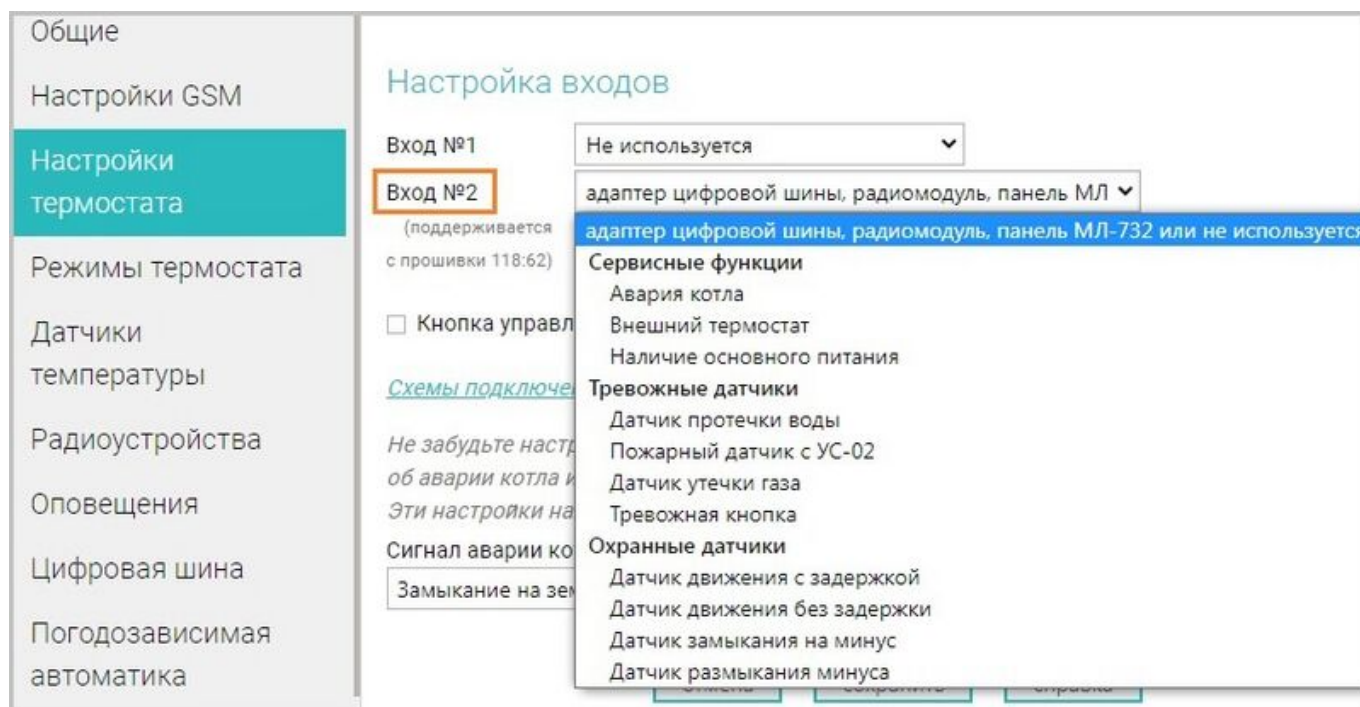 Общие
Настройки GSM
Настройки
термостата
Режимы термостата
Датчики
температуры
Радиоустройства
Оповещения
Цифровая шина
Погодозависимая
автоматика
Настройка входов
Вход №1
Не используется
Вход №2
адаптер цифровой шины, радиомодуль, панель МЛ
(поддерживается
с прошивки 118:62)
адаптер цифровой шины, радиомодуль, панель МЛ-732 или не используется
Сервисные функции
Авария котла
Внешний термостат
Наличие основного питания
Тревожные датчики
Датчик протечки воды
Пожарный датчик с УС-02
Датчик утечки газа
Тревожная кнопка
Охранные датчики
Датчик движения с задержкой
Датчик движения без задержки
Датчик замыкания на минус
Датчик размыкания минуса
Кнопка управл
Схемы подключе
Не забудьте настр
об аварии котла и
Эти настройки на
Сигнал аварии ко
Замыкание на зе